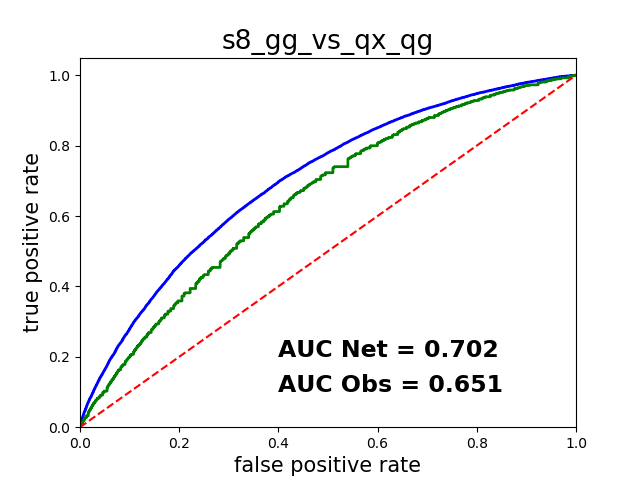 s8_gg_vs_qx_qg
true positive rate
1.0
0.8
0.6
0.4
0.2
0.0
AUC Net = 0.702
AUC Obs = 0.651
0.0 0.2 0.4 0.6 0.8 1.0
false positive rate